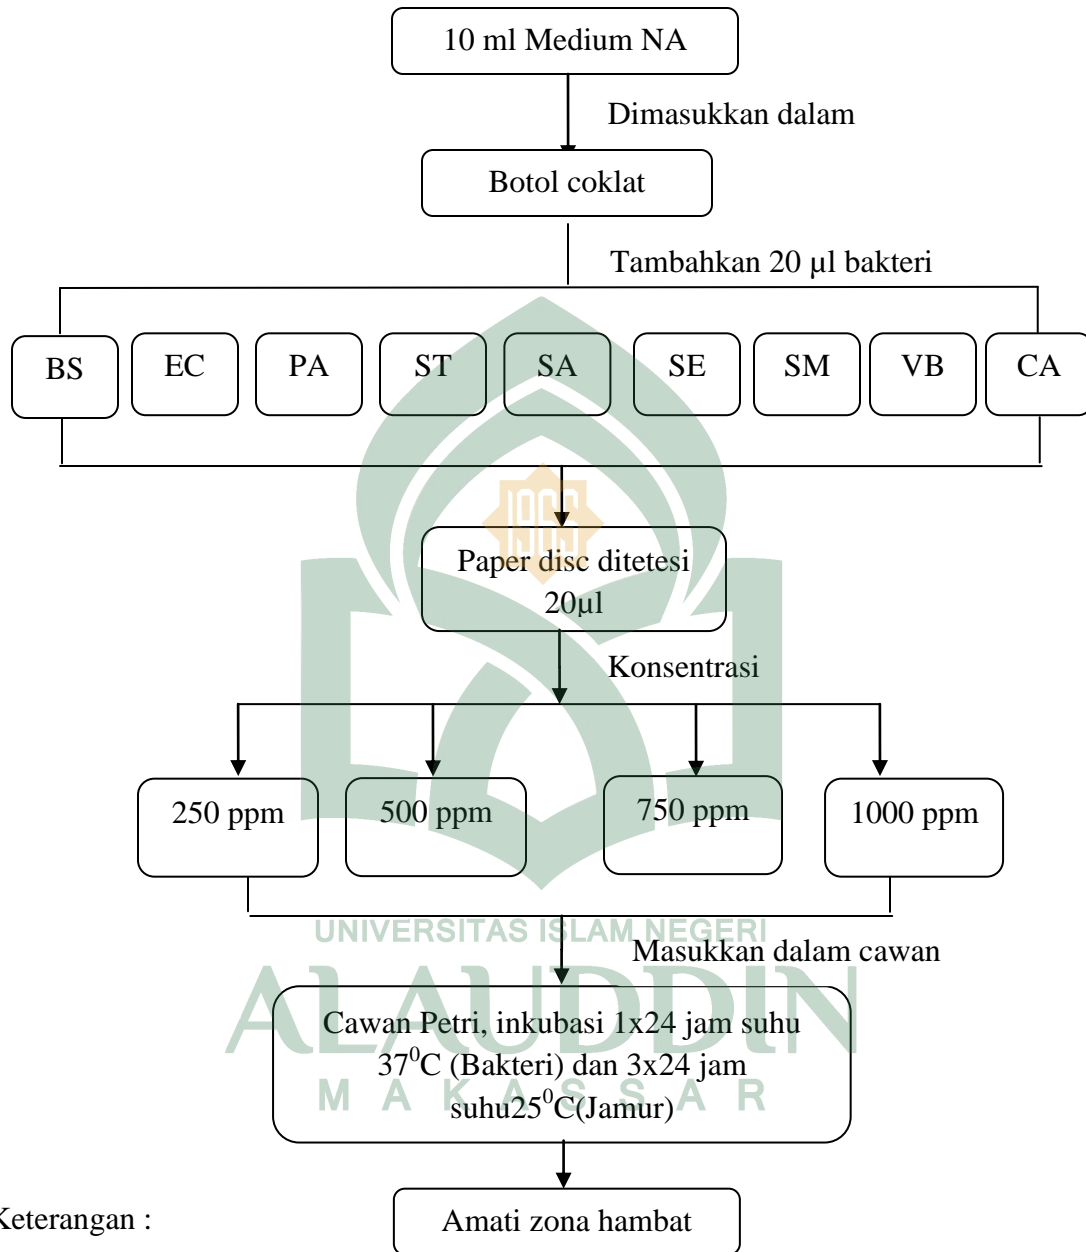 10 ml Medium NA
Dimasukkan dalam
Botol coklat
Tambahkan 20 µl bakteri
BS EC PA ST SA SE SM VB CA
1965
Paper disc ditetesi
20µl
Konsentrasi
250 ppm 500 ppm 750 ppm 1000 ppm
UNIVERSITAS ISLAM NEGERI
Masukkan dalam cawan
ALAUDDIN
Cawan Petri, inkubasi 1x24 jam suhu
37⁰C (Bakteri) dan 3x24 jam
MAKASSAR
suhu25⁰C(Jamur)
Keterangan :
Amati zona hambat